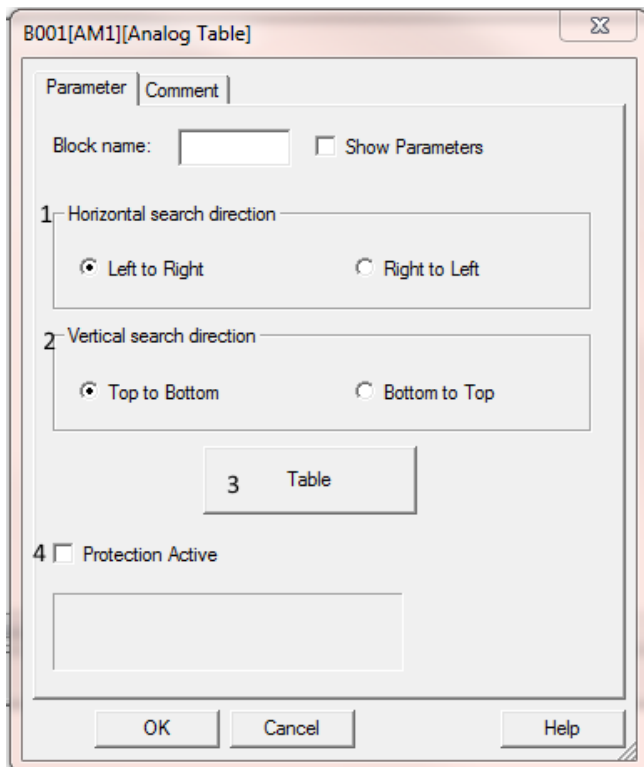 B001[AM1][Analog Table]
Parameter Comment
Block name: Show Parameters
1 Horizontal search direction
Left to Right Right to Left
2 Vertical search direction
Top to Bottom Bottom to Top
3 Table
4 Protection Active
OK Cancel Help